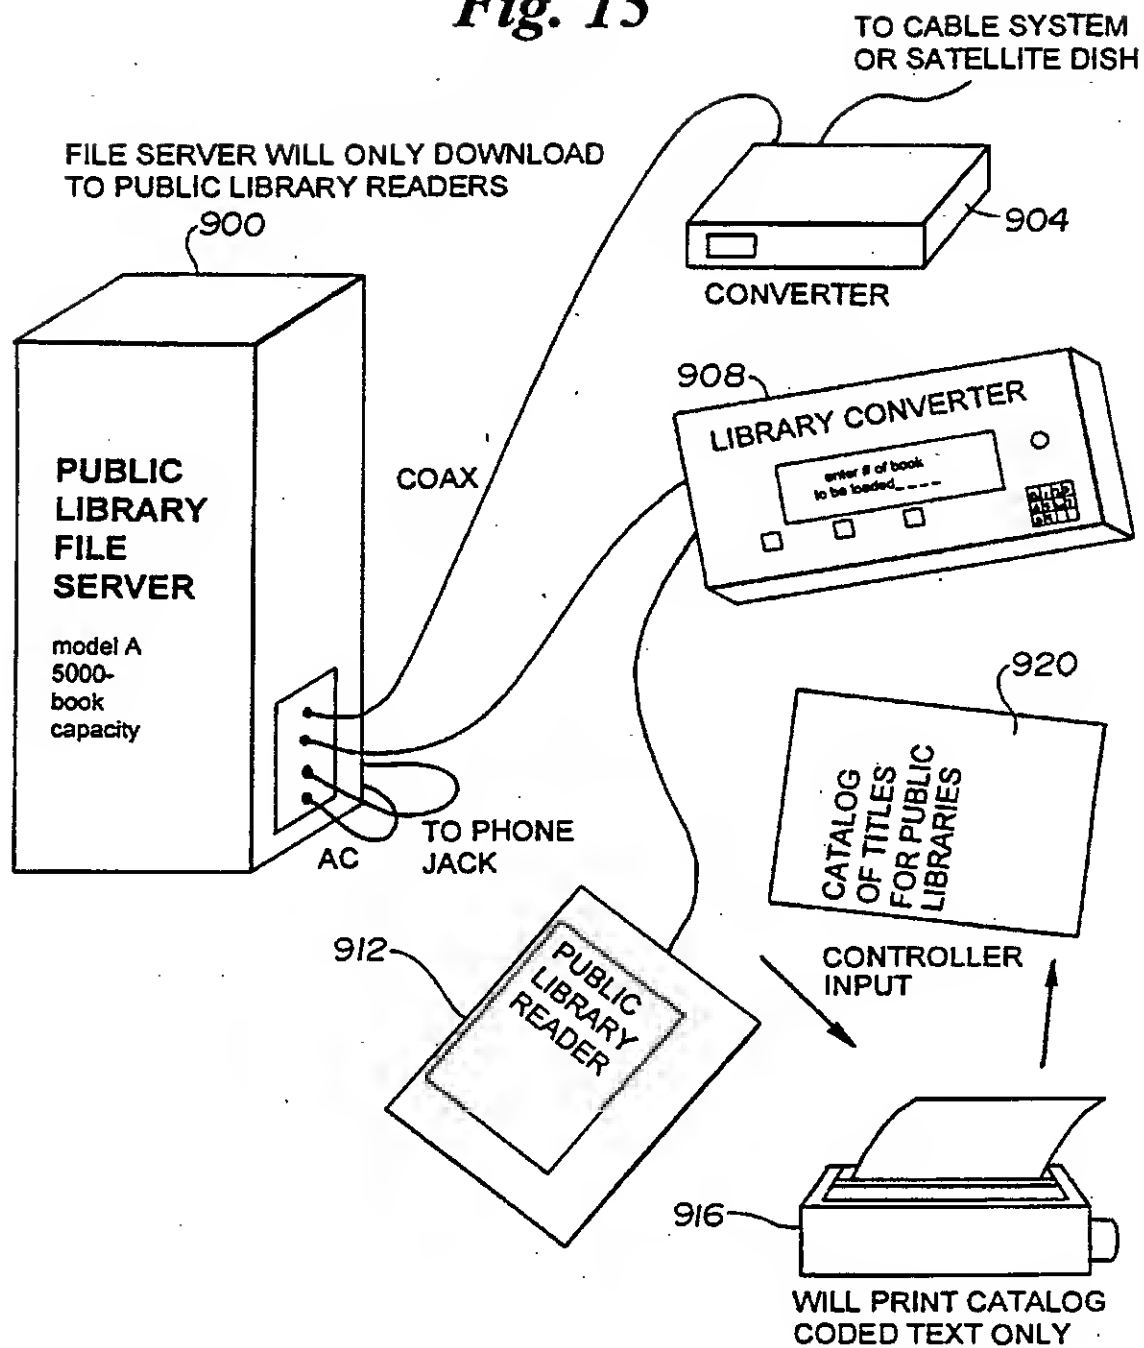 Fig. 15
TO CABLE SYSTEM
OR SATELLITE DISH
FILE SERVER WILL ONLY DOWNLOAD
TO PUBLIC LIBRARY READERS
900
904
CONVERTER
908
LIBRARY CONVERTER
enter # of book
to be loaded_ _ _ _
COAX
PUBLIC
LIBRARY
FILE
SERVER
model A
5000-
book
capacity
920
CATALOG
OF TITLES
FOR PUBLIC
LIBRARIES
TO PHONE
JACK
AC
912
PUBLIC
LIBRARY
READER
CONTROLLER
INPUT
916
WILL PRINT CATALOG
CODED TEXT ONLY